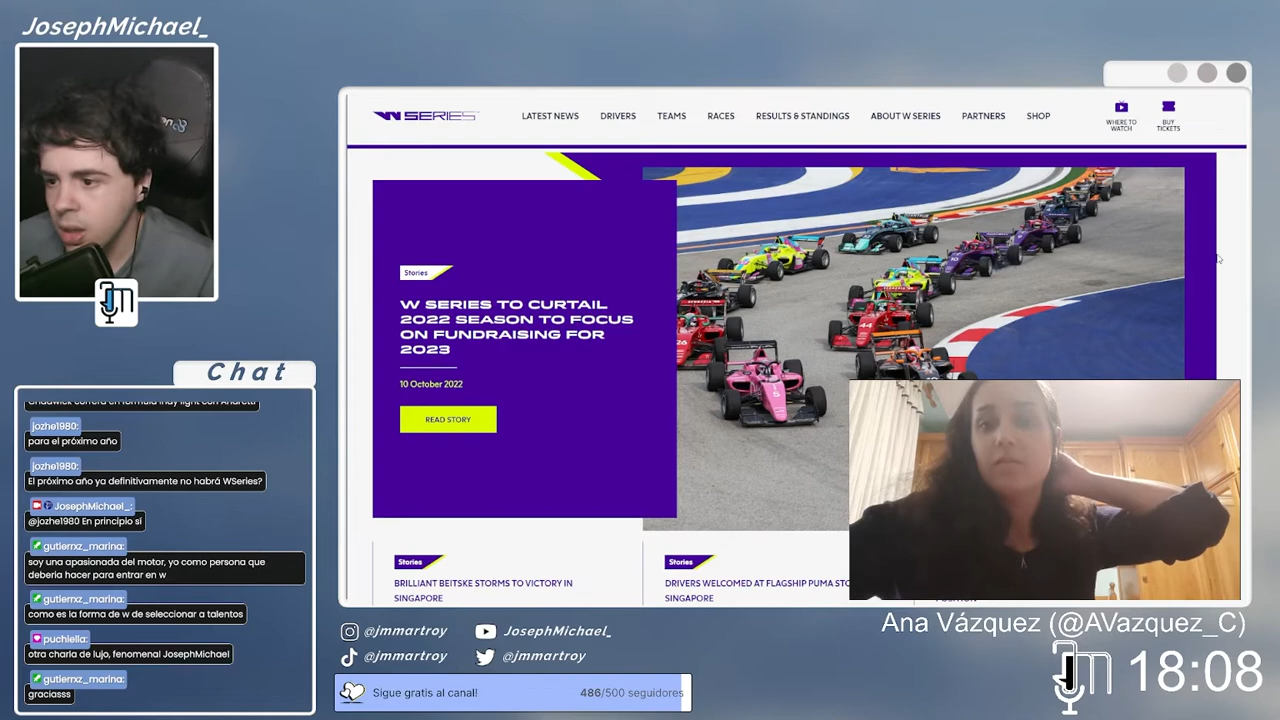 JosephMichael_
Chat
Chadwick correrá en formula indy light con Andretti
jozhe1980:
para el próximo año
jozhe1980:
El próximo año ya definitivamente no habrá WSeries?
JosephMichael_:
@jozhe1980 En principio sí
gutierrxz_marina:
soy una apasionada del motor, yo como persona que
deberia hacer para entrar en w
gutierrxz_marina:
como es la forma de w de seleccionar a talentos
puchiella:
otra charla de lujo, fenomenal JosephMichael
gutierrxz_marina:
graciasss
W SERIES
LATEST NEWS
DRIVERS
TEAMS
RACES
RESULTS & STANDINGS
ABOUT W SERIES
PARTNERS
SHOP
WHERE TO
WATCH
BUY
TICKETS
Stories
W SERIES TO CURTAIL
2022 SEASON TO FOCUS
ON FUNDRAISING FOR
2023
10 October 2022
READ STORY
Stories
BRILLIANT BEITSKE STORMS TO VICTORY IN
SINGAPORE
Stories
DRIVERS WELCOMED AT FLAGSHIP PUMA STO
SINGAPORE
Ana Vázquez (@AVazquez_C)
@jmmartroy
JosephMichael_
@jmmartroy
@jmmartroy
Sigue gratis al canal!
486/500 seguidores
18:08